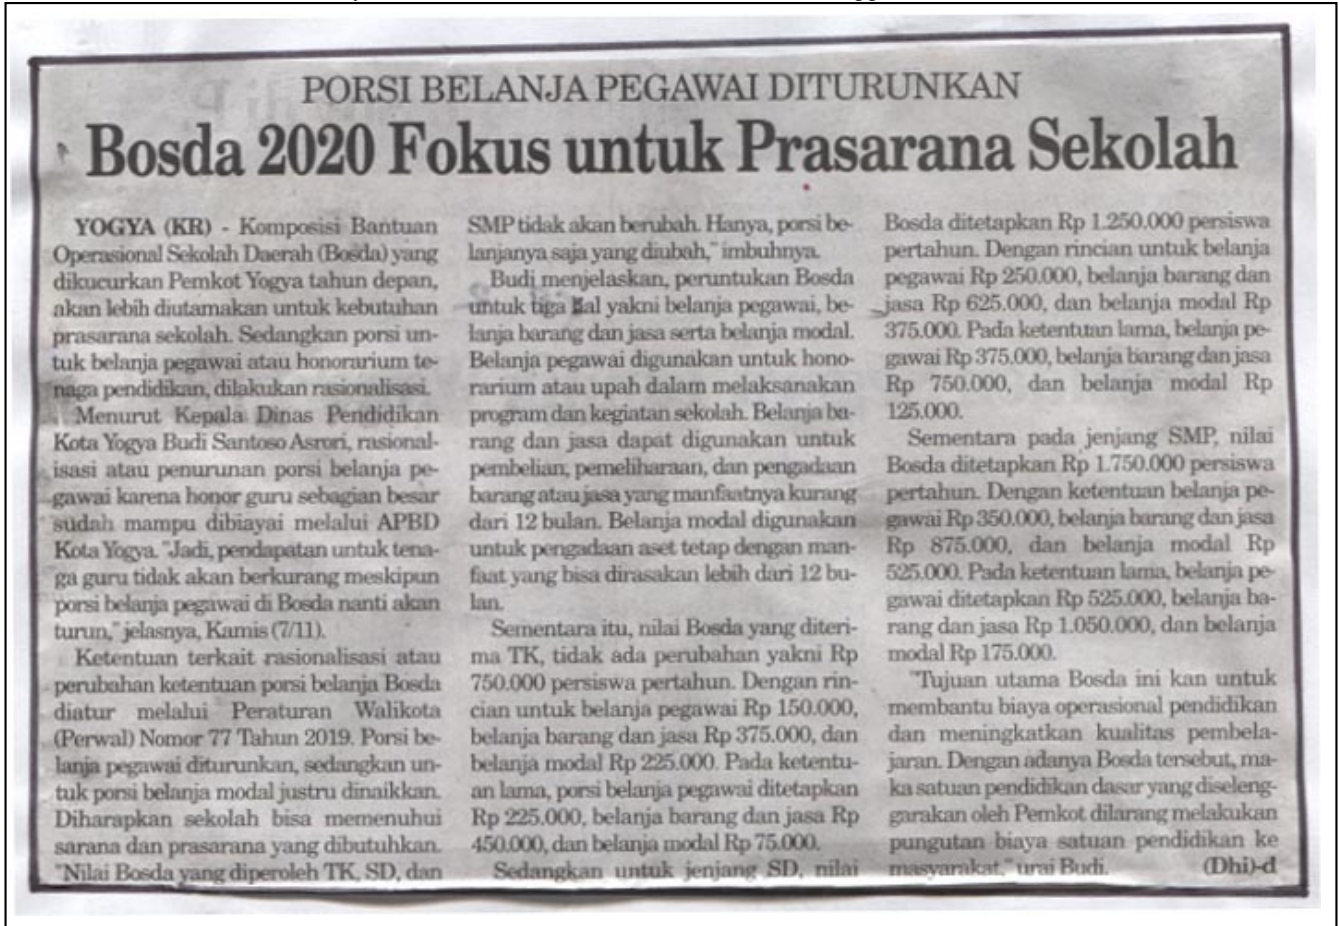 PORSI BELANJA PEGAWAI DITURUNKAN
Bosda 2020 Fokus untuk Prasarana Sekolah
YOGYA (KR) - Komposisi Bantuan
Operasional Sekolah Daerah (Bosda) yang
dikucurkan Pemkot Yogya tahun depan,
akan lebih diutamakan untuk kebutuhan
prasarana sekolah. Sedangkan porsi un-
tuk belanja pegawai atau honorarium te-
naga pendidikan, dilakukan rasionalisasi.
Menurut Kepala Dinas Pendidikan
Kota Yogya Budi Santoso Asrori, rasional-
isasi atau penurunan porsi belanja pe-
gawai karena honor guru sebagian besar
sudah mampu dibiayai melalui APBD
Kota Yogya. "Jadi, pendapatan untuk tena-
ga guru tidak akan berkurang meskipun
porsi belanja pegawai di Bosda nanti akan
turun," jelasnya, Kamis (7/11).
Ketentuan terkait rasionalisasi atau
perubahan ketentuan porsi belanja Bosda
diatur melalui Peraturan Walikota
(Perwal) Nomor 77 Tahun 2019. Porsi be-
lanja pegawai diturunkan, sedangkan un-
tuk porsi belanja modal justru dinaikkan.
Diharapkan sekolah bisa memenuhui
sarana dan prasarana yang dibutuhkan.
"Nilai Bosda yang diperoleh TK, SD, dan
SMP tidak akan berubah. Hanya, porsi be-
lanjanya saja yang diubah," imbuhnya.
Budi menjelaskan, peruntukan Bosda
untuk tiga hal yakni belanja pegawai, be-
lanja barang dan jasa serta belanja modal.
Belanja pegawai digunakan untuk hono-
rarium atau upah dalam melaksanakan
program dan kegiatan sekolah. Belanja ba-
rang dan jasa dapat digunakan untuk
pembelian, pemeliharaan, dan pengadaan
barang atau jasa yang manfaatnya kurang
dari 12 bulan. Belanja modal digunakan
untuk pengadaan aset tetap dengan man-
faat yang bisa dirasakan lebih dari 12 bu-
lan.
Sementara itu, nilai Bosda yang diteri-
ma TK, tidak ada perubahan yakni Rp
750.000 persiswa pertahun. Dengan rin-
cian untuk belanja pegawai Rp 150.000,
belanja barang dan jasa Rp 375.000, dan
belanja modal Rp 225.000. Pada ketentu-
an lama, porsi belanja pegawai ditetapkan
Rp 225.000, belanja barang dan jasa Rp
450.000, dan belanja modal Rp 75.000.
Sedangkan untuk jenjang SD, nilai
Bosda ditetapkan Rp 1.250.000 persiswa
pertahun. Dengan rincian untuk belanja
pegawai Rp 250.000, belanja barang dan
jasa Rp 625.000, dan belanja modal Rp
375.000. Pada ketentuan lama, belanja pe-
gawai Rp 375.000, belanja barang dan jasa
Rp 750.000, dan belanja modal Rp
125.000.
Sementara pada jenjang SMP, nilai
Bosda ditetapkan Rp 1.750.000 persiswa
pertahun. Dengan ketentuan belanja pe-
gawai Rp 350.000, belanja barang dan jasa
Rp 875.000, dan belanja modal Rp
525.000. Pada ketentuan lama, belanja pe-
gawai ditetapkan Rp 525.000, belanja ba-
rang dan jasa Rp 1.050.000, dan belanja
modal Rp 175.000.
"Tujuan utama Bosda ini kan untuk
membantu biaya operasional pendidikan
dan meningkatkan kualitas pembela-
jaran. Dengan adanya Bosda tersebut, ma-
ka satuan pendidikan dasar yang diseleng-
garakan oleh Pemkot dilarang melakukan
pungutan biaya satuan pendidikan ke
masyarakat," urai Budi. (Dhi)-d